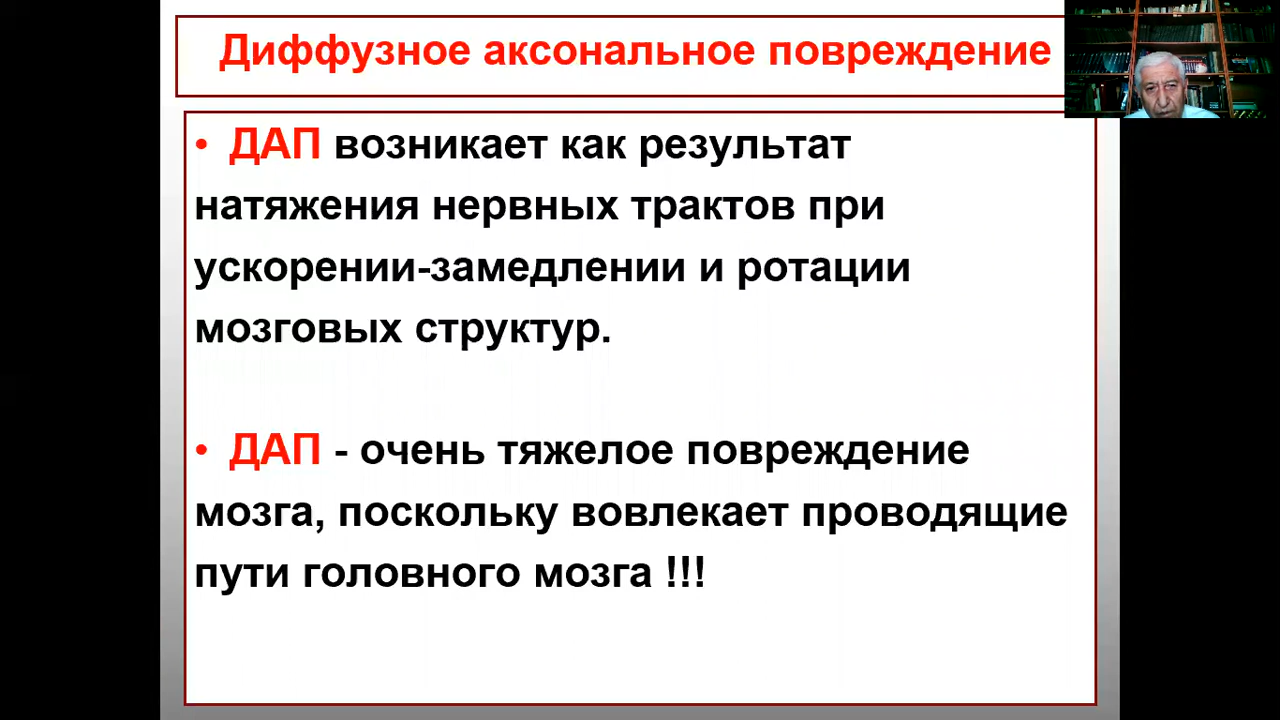 Диффузное аксональное повреждение
• ДАП возникает как результат
натяжения нервных трактов при
ускорении-замедлении и ротации
мозговых структур.
• ДАП - очень тяжелое повреждение
мозга, поскольку вовлекает проводящие
пути головного мозга !!!